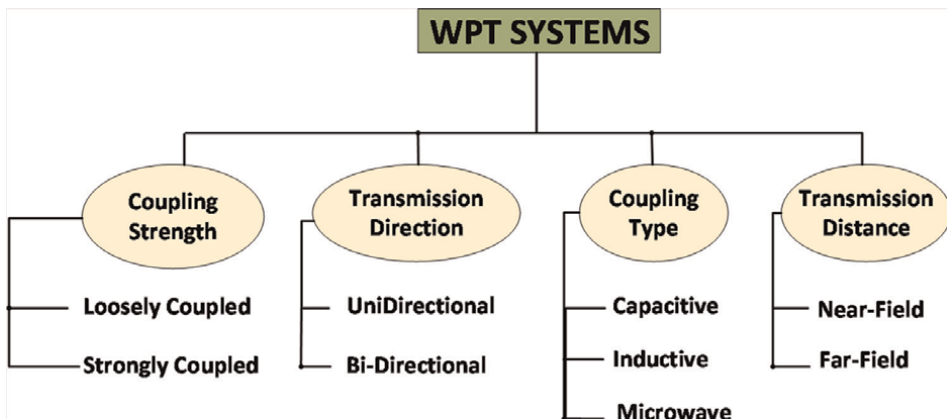 WPT SYSTEMS
Coupling
Strength
Loosely Coupled
Strongly Coupled
Transmission
Direction
UniDirectional
Bi-Directional
Coupling
Type
Capacitive
Inductive
Microwave
Transmission
Distance
Near-Field
Far-Field